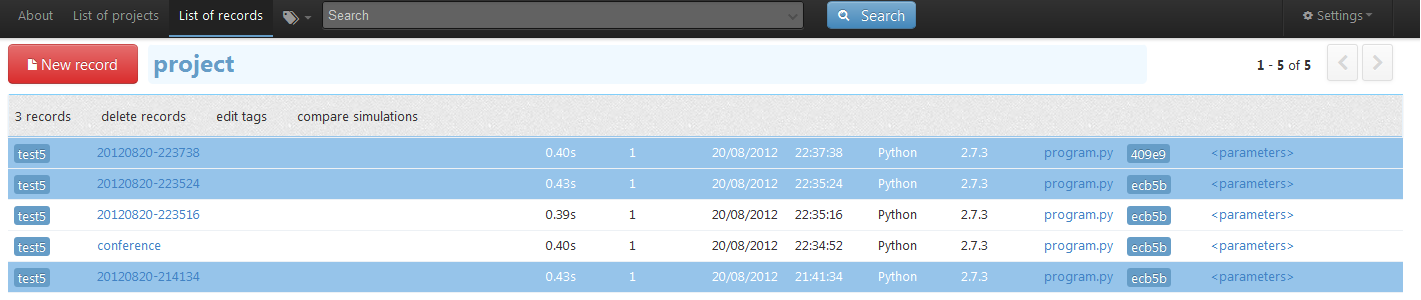 About List of projects List of records Search Search Settings
New record project 1 - 5 of 5
3 records delete records edit tags compare simulations
test5 20120820-223738 0.40s 1 20/08/2012 22:37:38 Python 2.7.3 program.py 409e9 <parameters>
test5 20120820-223524 0.43s 1 20/08/2012 22:35:24 Python 2.7.3 program.py ecb5b <parameters>
test5 20120820-223516 0.39s 1 20/08/2012 22:35:16 Python 2.7.3 program.py ecb5b <parameters>
test5 conference 0.40s 1 20/08/2012 22:34:52 Python 2.7.3 program.py ecb5b <parameters>
test5 20120820-214134 0.43s 1 20/08/2012 21:41:34 Python 2.7.3 program.py ecb5b <parameters>